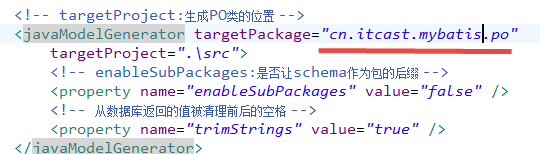 <!-- targetProject:生成PO类的位置 -->
<javaModelGenerator targetPackage="cn.itcast.mybatis.po"
targetProject=".\src">
<!-- enableSubPackages:是否让schema作为包的后缀 -->
<property name="enableSubPackages" value="false" />
<!-- 从数据库返回的值被清理前后的空格 -->
<property name="trimStrings" value="true" />
</javaModelGenerator>